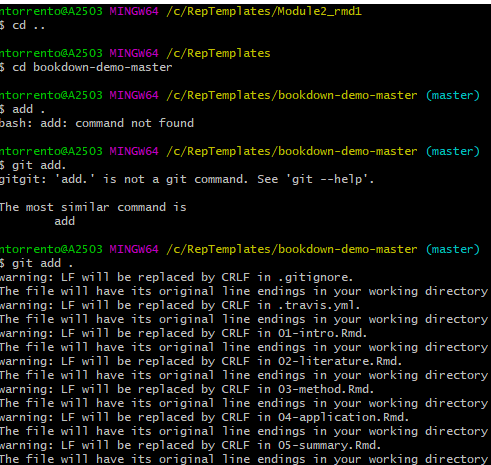 ntorrento@A2503 MINGW64 /c/RepTemplates/Module2_rmd1
$ cd ..
ntorrento@A2503 MINGW64 /c/RepTemplates
$ cd bookdown-demo-master
ntorrento@A2503 MINGW64 /c/RepTemplates/bookdown-demo-master (master)
$ add .
bash: add: command not found
ntorrento@A2503 MINGW64 /c/RepTemplates/bookdown-demo-master (master)
$ git add.
gitgit: 'add.' is not a git command. See 'git --help'.
The most similar command is
add
ntorrento@A2503 MINGW64 /c/RepTemplates/bookdown-demo-master (master)
$ git add .
warning: LF will be replaced by CRLF in .gitignore.
The file will have its original line endings in your working directory
warning: LF will be replaced by CRLF in .travis.yml.
The file will have its original line endings in your working directory
warning: LF will be replaced by CRLF in 01-intro.Rmd.
The file will have its original line endings in your working directory
warning: LF will be replaced by CRLF in 02-literature.Rmd.
The file will have its original line endings in your working directory
warning: LF will be replaced by CRLF in 03-method.Rmd.
The file will have its original line endings in your working directory
warning: LF will be replaced by CRLF in 04-application.Rmd.
The file will have its original line endings in your working directory
warning: LF will be replaced by CRLF in 05-summary.Rmd.
The file will have its original line endings in your working directory